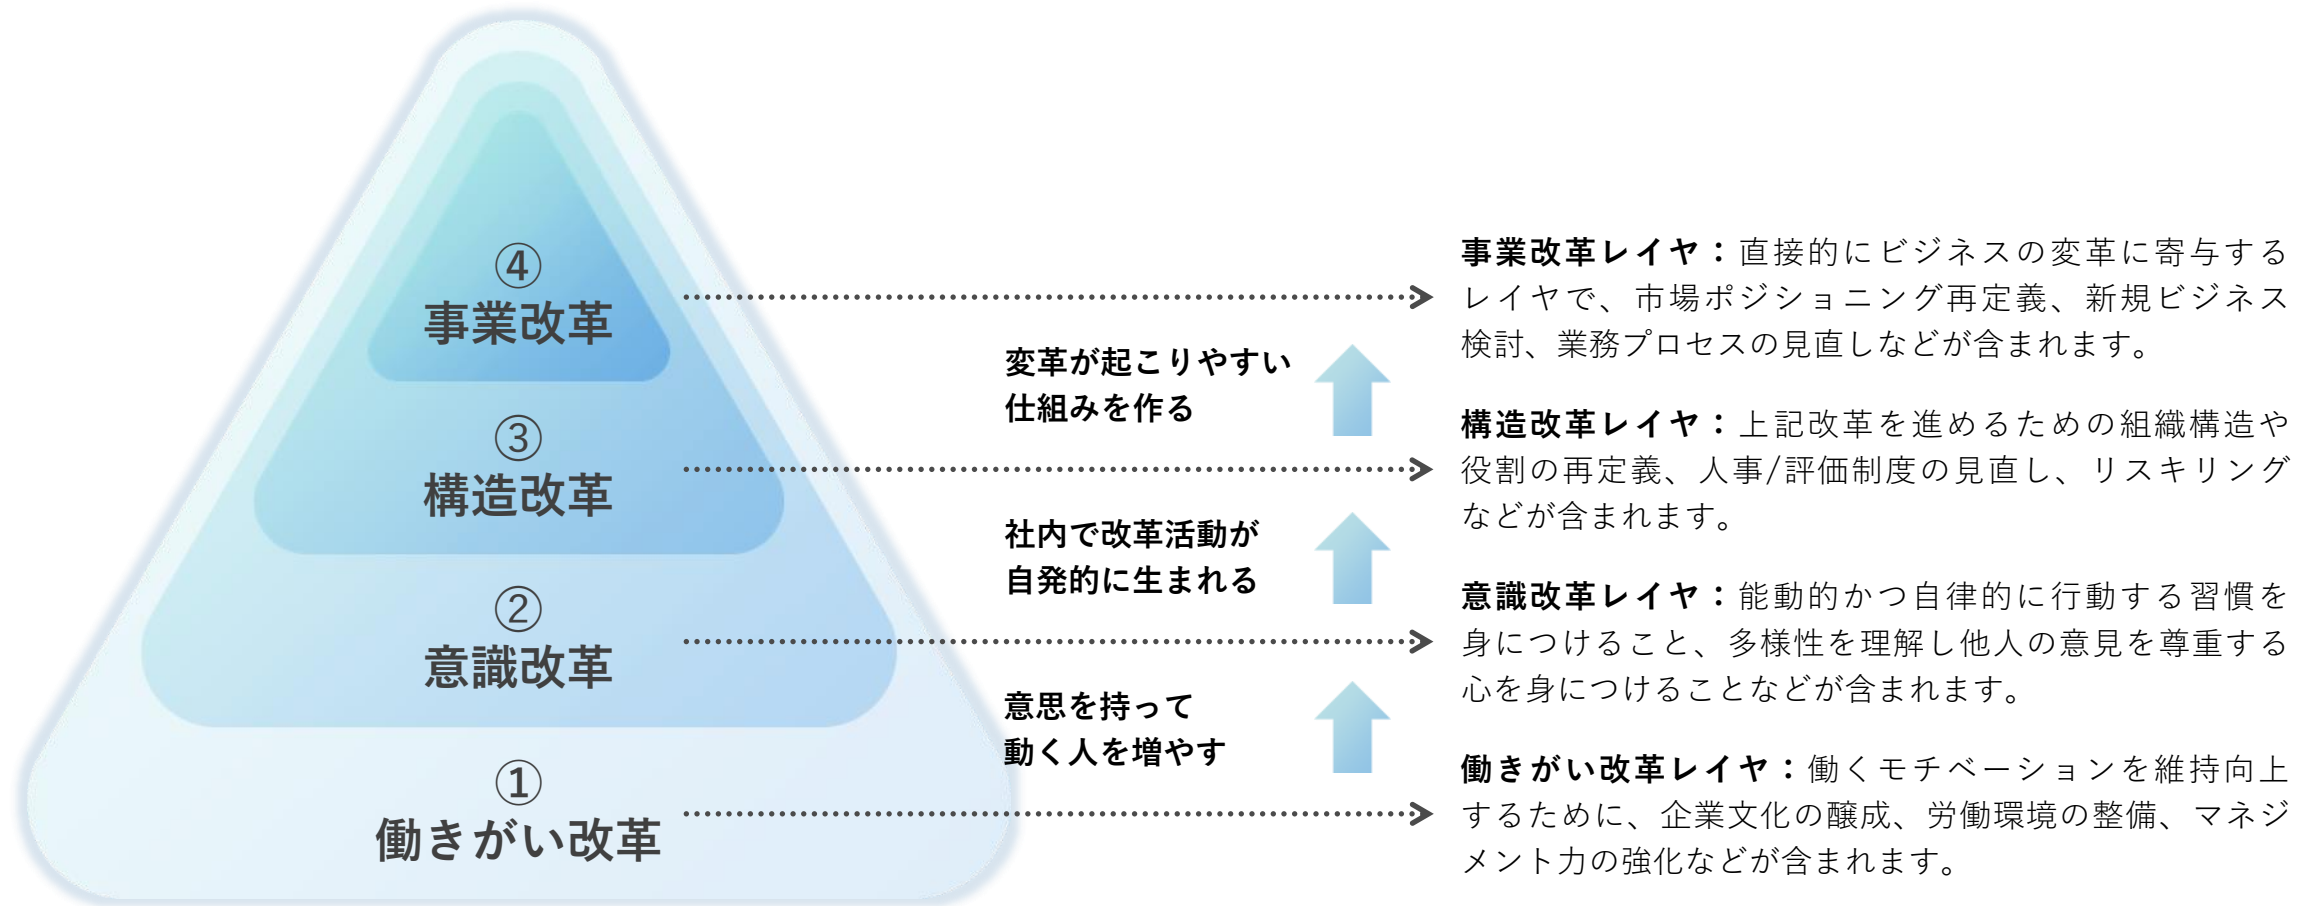 ④
事業改革
③
構造改革
②
意識改革
①
働きがい改革
変革が起こりやすい
仕組みを作る
社内で改革活動が
自発的に生まれる
意思を持って
動く人を増やす
事業改革レイヤ：直接的にビジネスの変革に寄与する
レイヤで、市場ポジショニング再定義、新規ビジネス
検討、業務プロセスの見直しなどが含まれます。
構造改革レイヤ：上記改革を進めるための組織構造や
役割の再定義、人事/評価制度の見直し、リスキリング
などが含まれます。
意識改革レイヤ：能動的かつ自律的に行動する習慣を
身につけること、多様性を理解し他人の意見を尊重する
心を身につけることなどが含まれます。
働きがい改革レイヤ：働くモチベーションを維持向上
するために、企業文化の醸成、労働環境の整備、マネジ
メント力の強化などが含まれます。